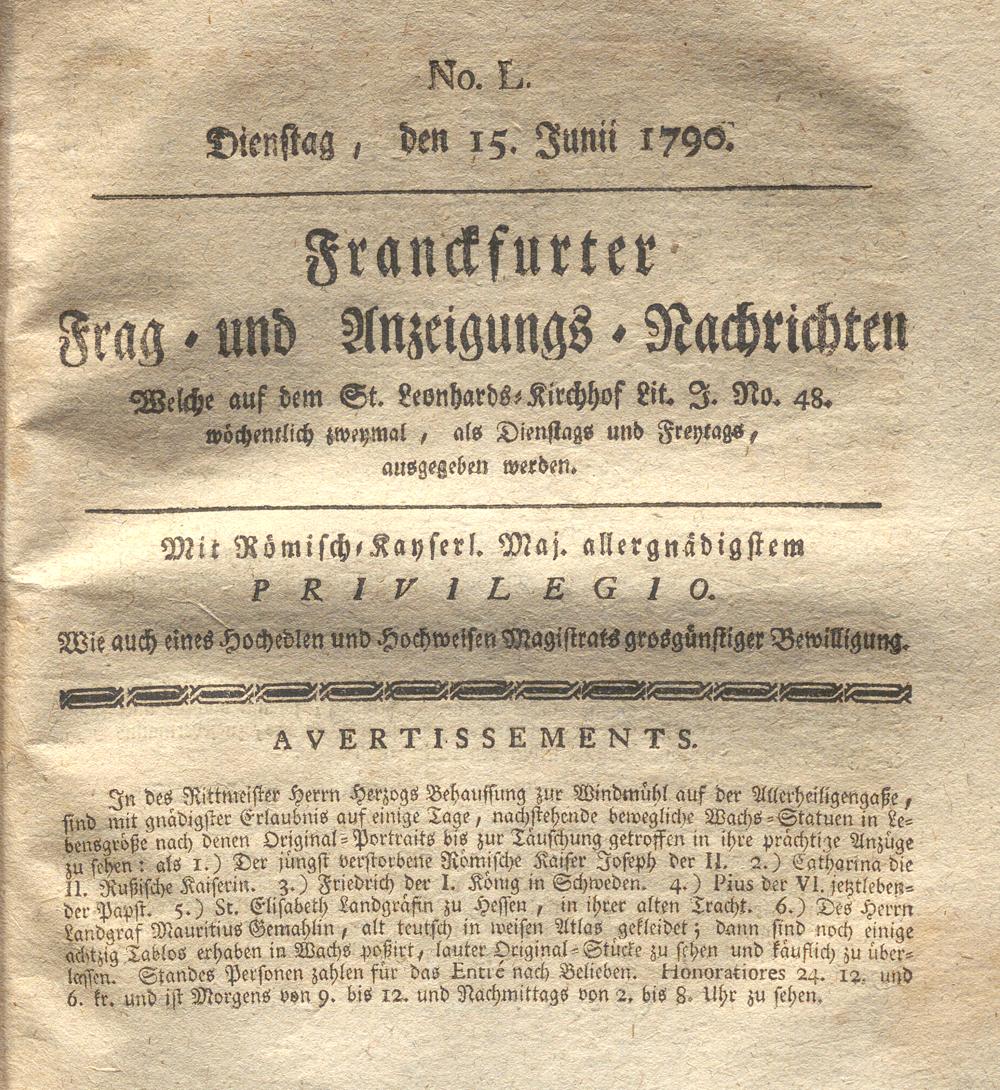 No. L.
Dienstag, den 15. Junii 1790.
Franckfurter
Frag- und Anzeigungs-Nachrichten
Welche auf dem St. Leonhards-Kirchhof Lit. J. No. 48.
wöchentlich zweymal, als Dienstags und Freytags,
ausgegeben werden.
Mit Römisch-Kayserl. Maj. allergnädigstem
PRIVILEGIO.
Wie auch eines Hochedlen und Hochweisen Magistrats grosgünstiger Bewilligung.
AVERTISSEMENTS.
In des Rittmeister Herrn Herzogs Behaussung zur Windmühl auf der Allerheiligengaße,
sind mit gnädigster Erlaubnis auf einige Tage, nachstehende bewegliche Wachs-Statuen in Le-
bensgröße nach denen Original-Portraits bis zur Täuschung getroffen in ihre prächtige Anzüge
zu sehen: als 1.) Der jüngst verstorbene Römische Kaiser Joseph der II. 2.) Catharina die
II. Rußische Kaiserin. 3.) Friedrich der I. König in Schweden. 4.) Pius der VI. jetztleben-
der Papst. 5.) St. Elisabeth Landgräfin zu Hessen, in ihrer alten Tracht. 6.) Des Herrn
Landgraf Mauritius Gemahlin, alt teutsch in weisen Atlas gekleidet; dann sind noch einige
achtzig Tablos erhaben in Wachs poßirt, lauter Original-Stücke zu sehen und käuflich zu über-
lassen. Standes Personen zahlen für das Entré nach Belieben. Honoratiores 24. 12. und
6. kr. und ist Morgens von 9. bis 12. und Nachmittags von 2. bis 8. Uhr zu sehen.